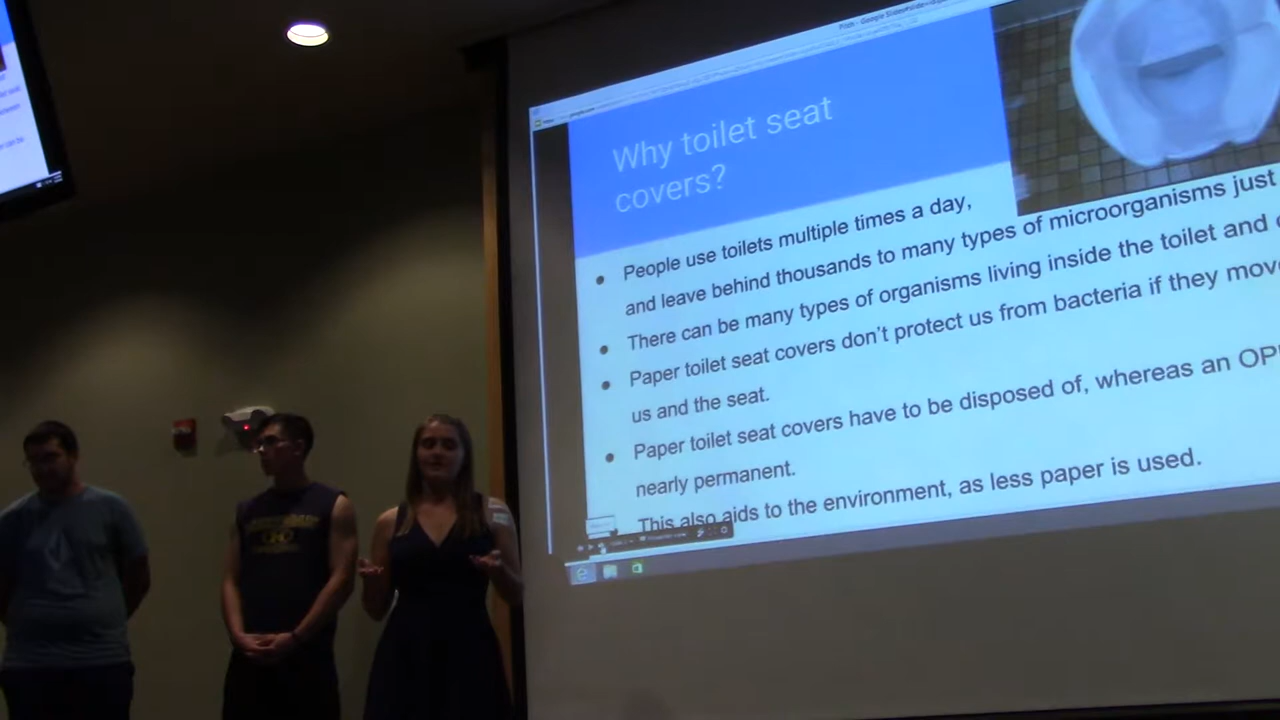 Why toilet seat
covers?
People use toilets multiple times a day,
and leave behind thousands to many types of microorganisms just
There can be many types of organisms living inside the toilet and
Paper toilet seat covers don't protect us from bacteria if they move
us and the seat.
Paper toilet seat covers have to be disposed of, whereas an
nearly permanent.
This also aids to the environment, as less paper is used.